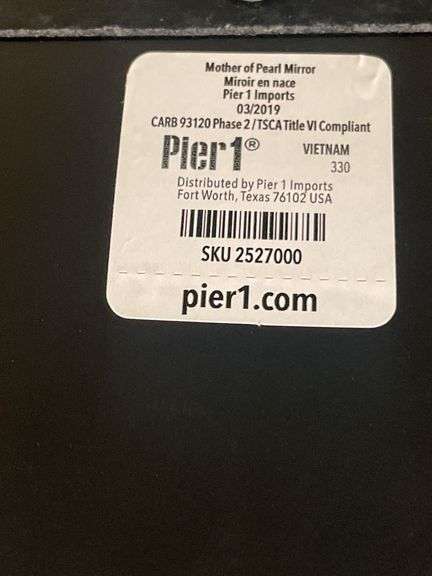 Mother of Pearl Mirror
Miroir en nace
Pier 1 Imports
03/2019
CARB 93120 Phase 2 / TSCA Title VI Compliant
Pier1® VIETNAM
330
Distributed by Pier 1 Imports
Fort Worth, Texas 76102 USA
SKU 2527000
pier1.com